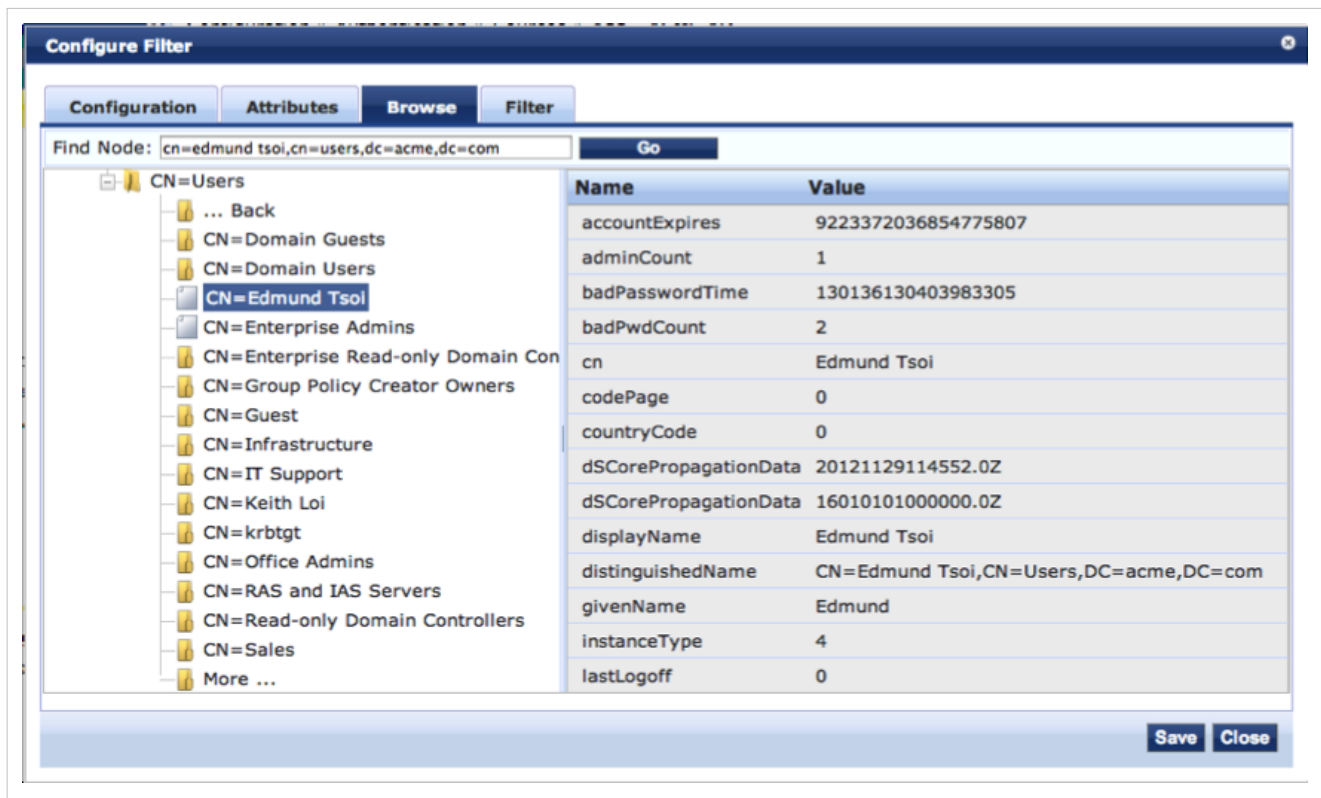 Configure Filter
Configuration Attributes Browse Filter
Find Node: cn=edmund tsoi,cn=users,dc=acme,dc=com Go
CN=Users
... Back
CN=Domain Guests
CN=Domain Users
CN=Edmund Tsoi
CN=Enterprise Admins
CN=Enterprise Read-only Domain Con
CN=Group Policy Creator Owners
CN=Guest
CN=Infrastructure
CN=IT Support
CN=Keith Loi
CN=krbtgt
CN=Office Admins
CN=RAS and IAS Servers
CN=Read-only Domain Controllers
CN=Sales
More ...
Name Value
accountExpires 9223372036854775807
adminCount 1
badPasswordTime 130136130403983305
badPwdCount 2
cn Edmund Tsoi
codePage 0
countryCode 0
dSCorePropagationData 20121129114552.0Z
dSCorePropagationData 16010101000000.0Z
displayName Edmund Tsoi
distinguishedName CN=Edmund Tsoi,CN=Users,DC=acme,DC=com
givenName Edmund
instanceType 4
lastLogoff 0
Save Close